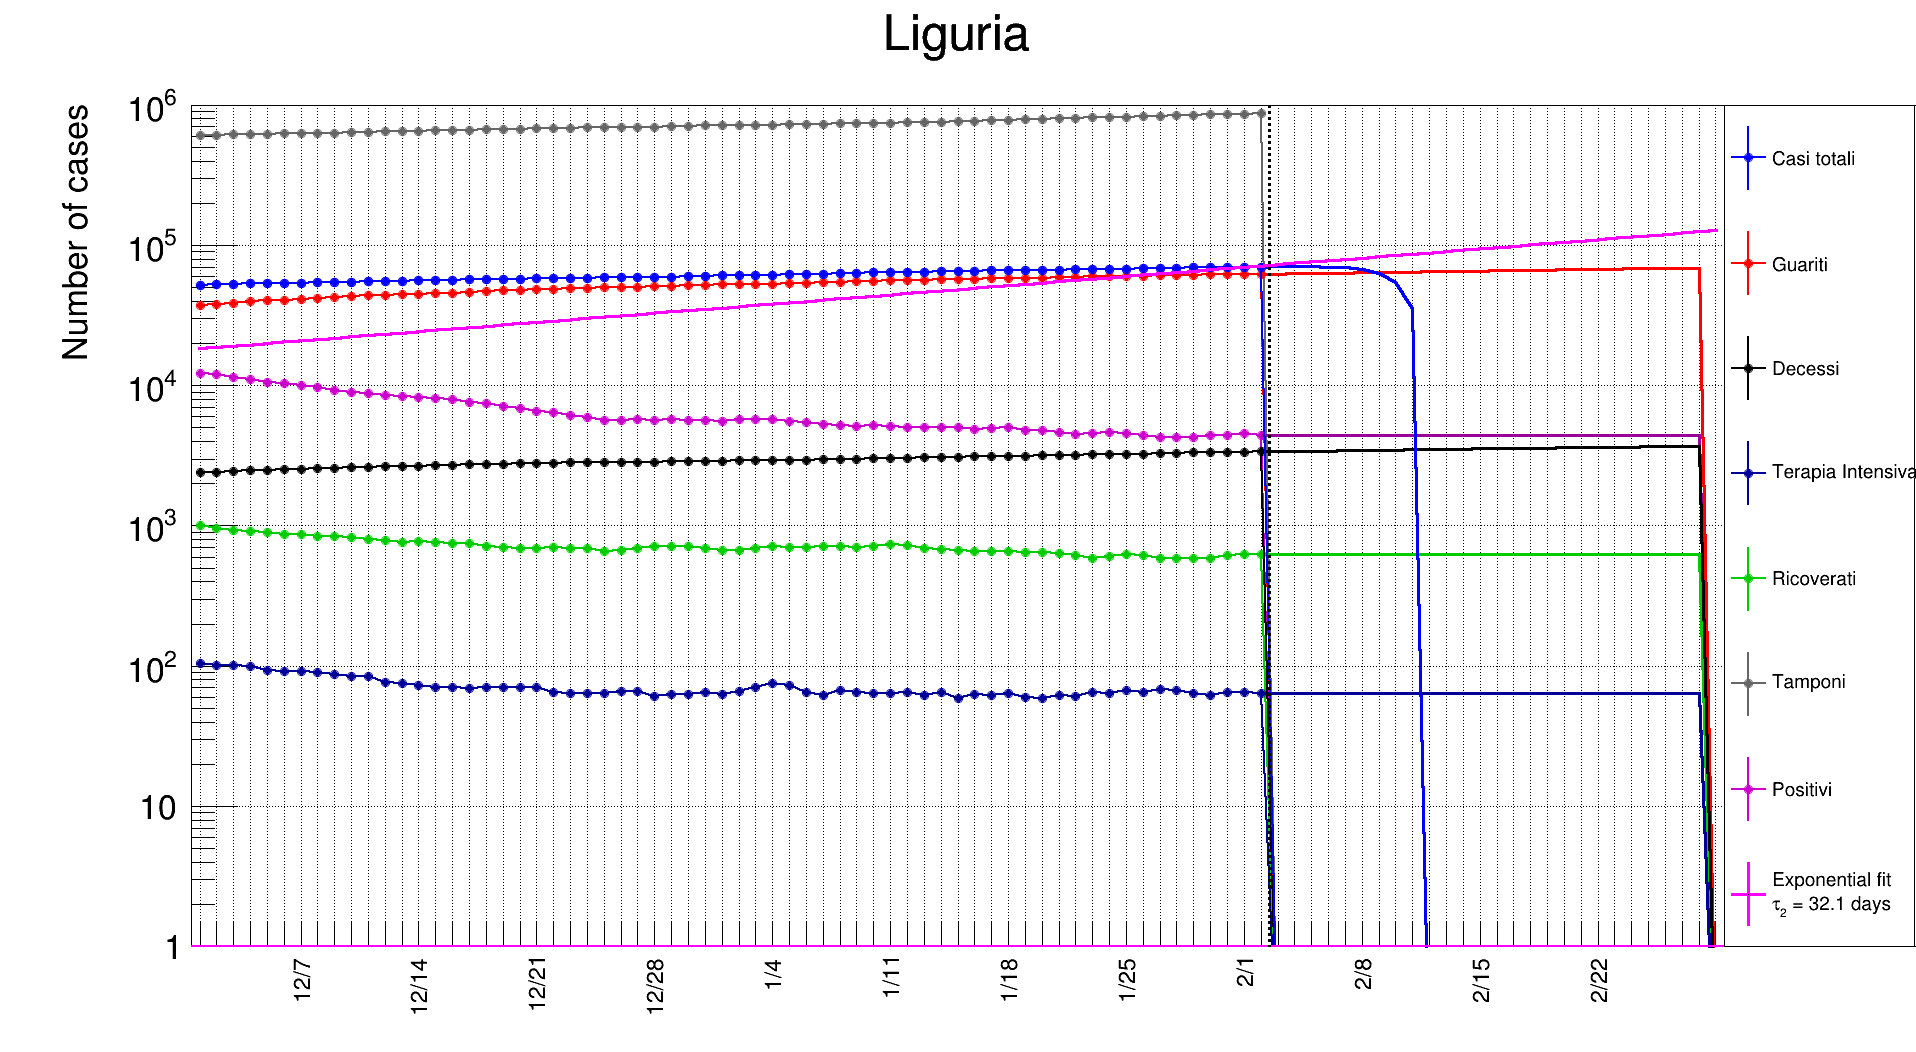 Liguria
Number of cases
10^6
10^5
10^4
10^3
10^2
10
1
12/7
12/14
12/21
12/28
1/4
1/11
1/18
1/25
2/1
2/8
2/15
2/22
Casi totali
Guariti
Decessi
Terapia Intensiva
Ricoverati
Tamponi
Positivi
Exponential fit
τ₂ = 32.1 days